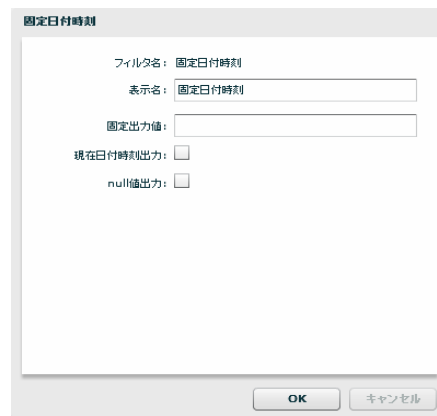 固定日付時刻
フィルタ名: 固定日付時刻
表示名: 固定日付時刻
固定出力値:
現在日付時刻出力:
null値出力:
OK キャンセル